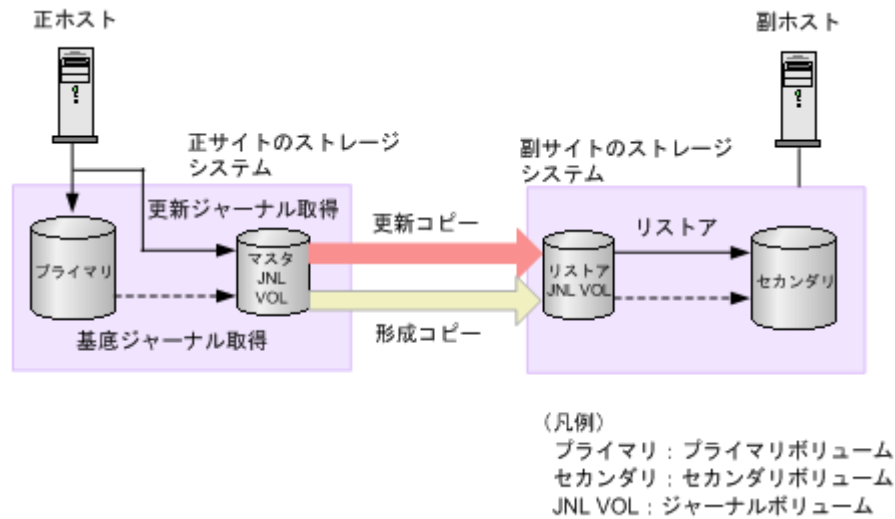 正ホスト
副ホスト
正サイトのストレージ
システム
副サイトのストレージ
システム
更新ジャーナル取得
更新コピー
リストア
プライマリ
マスタ
JNL
VOL
リストア
JNL VOL
セカンダリ
基底ジャーナル取得
形成コピー
（凡例）
プライマリ：プライマリボリューム
セカンダリ：セカンダリボリューム
JNL VOL：ジャーナルボリューム